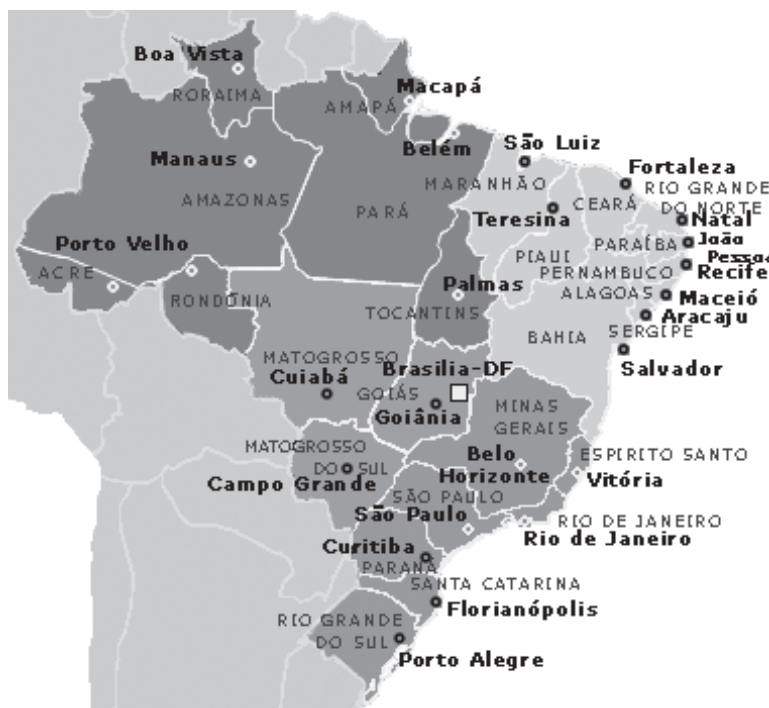 Boa Vista
RORAIMA
Macapá
AMAPÁ
Belém
São Luiz
Manaus
MARANHÃO
Fortaleza
AMAZONAS
PARÁ
CEARÁ
RIO GRANDE
DO NORTE
Teresina
Natal
Porto Velho
PIAUI
PARAÍBA
João
Pessoa
ACRE
PERNAMBUCO
Recife
RONDÔNIA
Palmas
ALAGOAS
Maceió
TOCANTINS
Aracaju
BAHIA
SERGIPE
MATOGROSSO
Brasilia-DF
Salvador
Cuiabá
GOIÁS
Goiânia
MINAS
GERAIS
MATOGROSSO
DO SUL
Belo
Horizonte
ESPIRITO SANTO
Campo Grande
Vitória
SÃO PAULO
São Paulo
RIO DE JANEIRO
Rio de Janeiro
Curitiba
PARANÁ
SANTA CATARINA
Florianópolis
RIO GRANDE
DO SUL
Porto Alegre